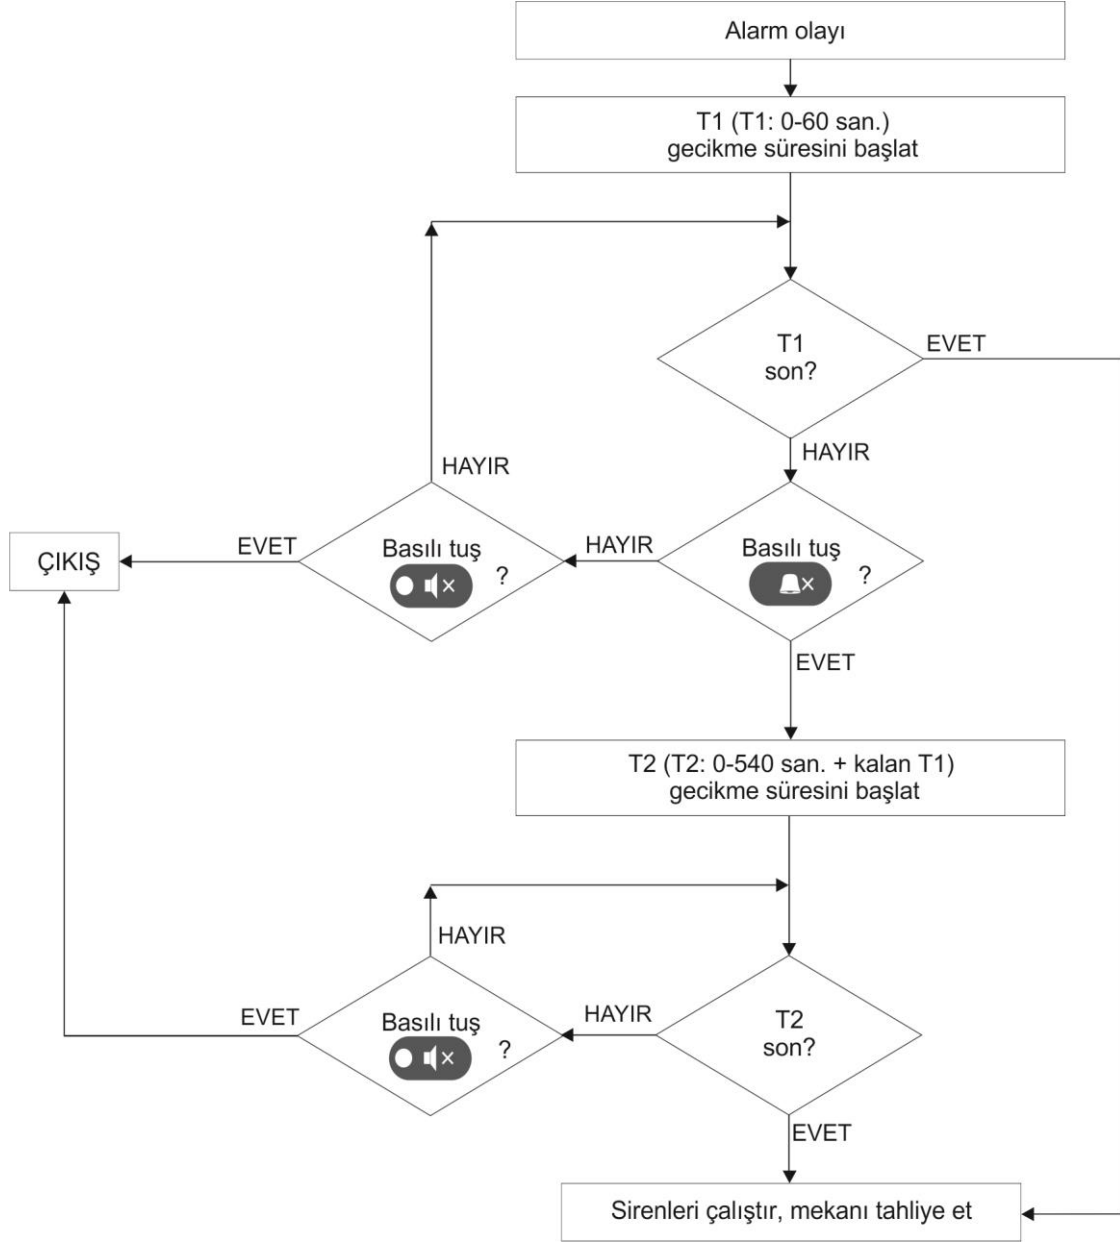 Alarm olayı
T1 (T1: 0-60 san.)
gecikme süresini başlat
T1
son?
EVET
HAYIR
HAYIR
Basılı tuş
?
HAYIR
Basılı tuş
?
EVET
ÇIKIŞ
EVET
T2 (T2: 0-540 san. + kalan T1)
gecikme süresini başlat
HAYIR
T2
son?
HAYIR
Basılı tuş
?
EVET
EVET
Sirenleri çalıştır, mekanı tahliye et